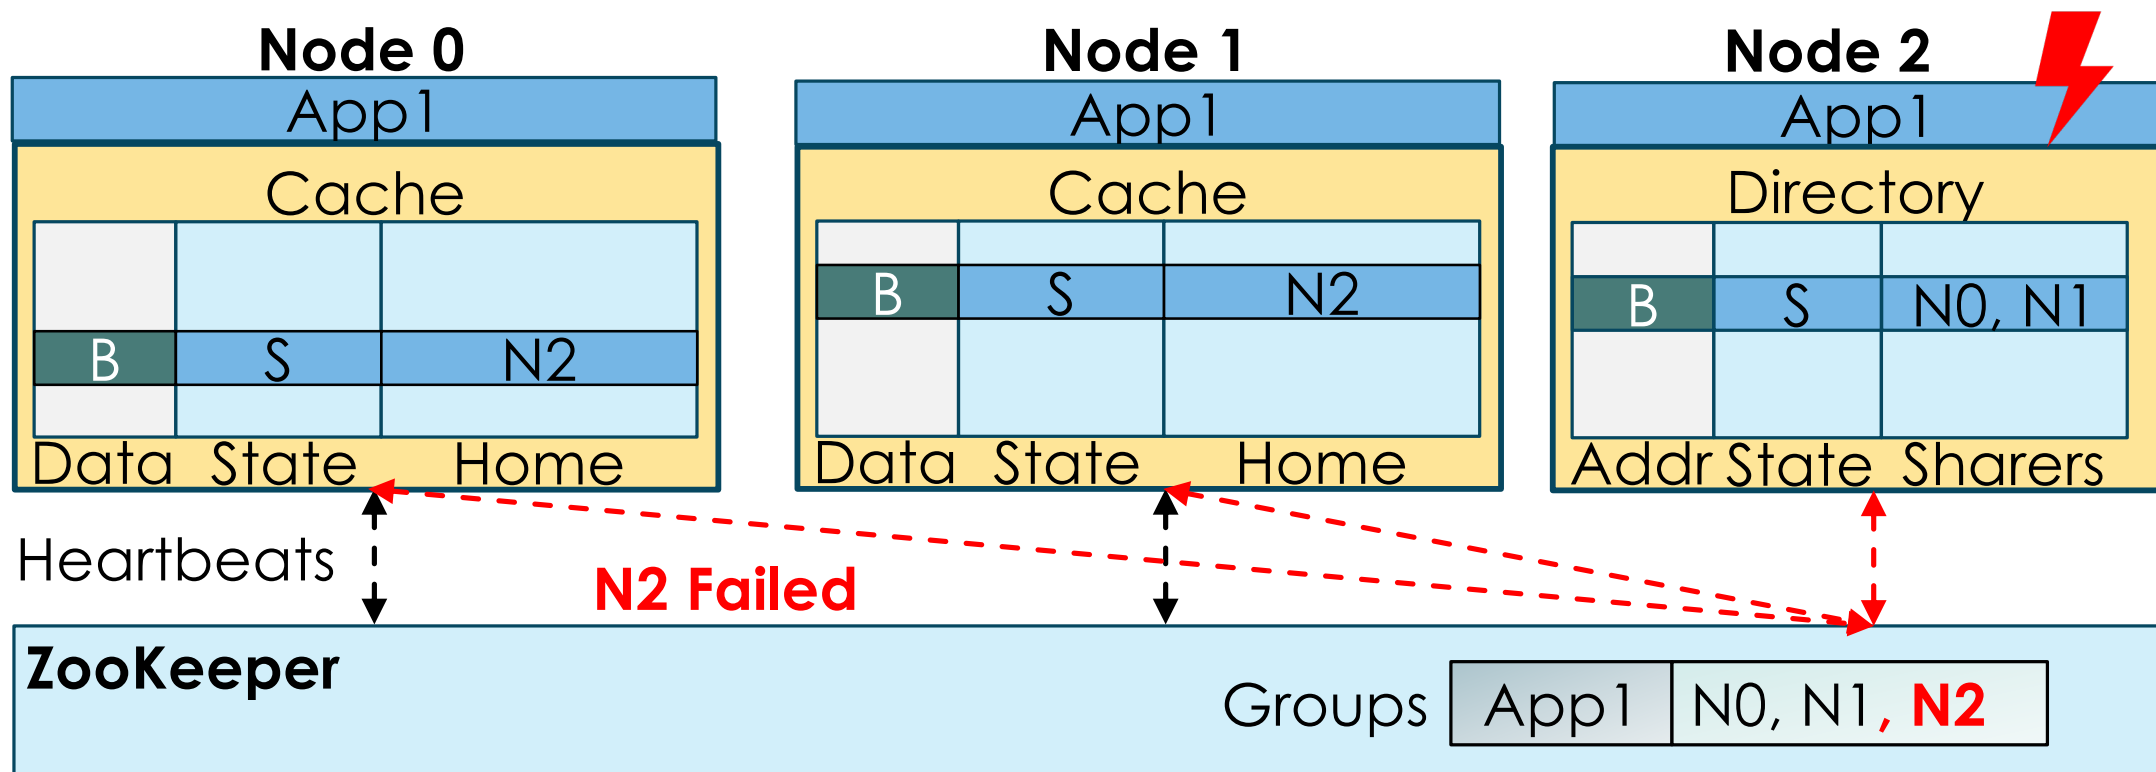 Node 0
Node 1
Node 2
App1
App1
App1
Cache
Cache
Directory
B S N2
B S N2
B S N0, N1
Data State Home
Data State Home
Addr State Sharers
Heartbeats
N2 Failed
ZooKeeper
Groups App1 N0, N1, N2